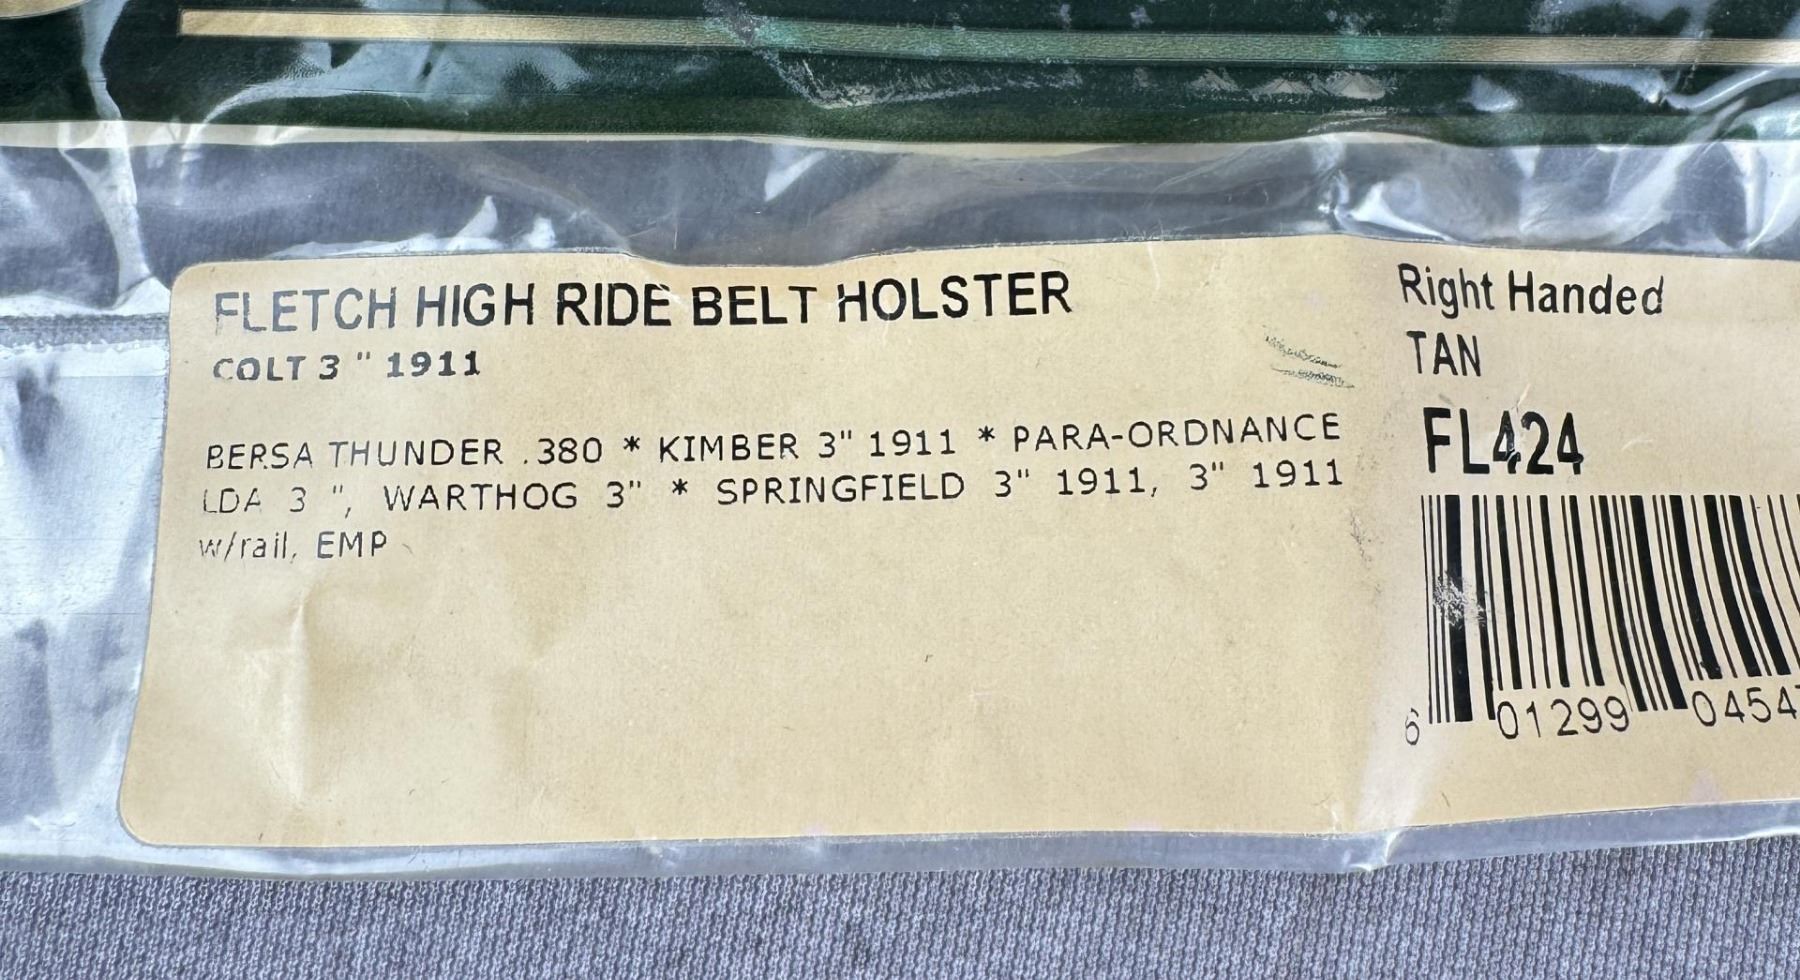 FLETCH HIGH RIDE BELT HOLSTER
COLT 3 " 1911
BERSA THUNDER .380 * KIMBER 3" 1911 * PARA-ORDNANCE
LDA 3 ", WARTHOG 3" * SPRINGFIELD 3" 1911, 3" 1911
w/rail, EMP
Right Handed
TAN
FL424
6 01299 0454